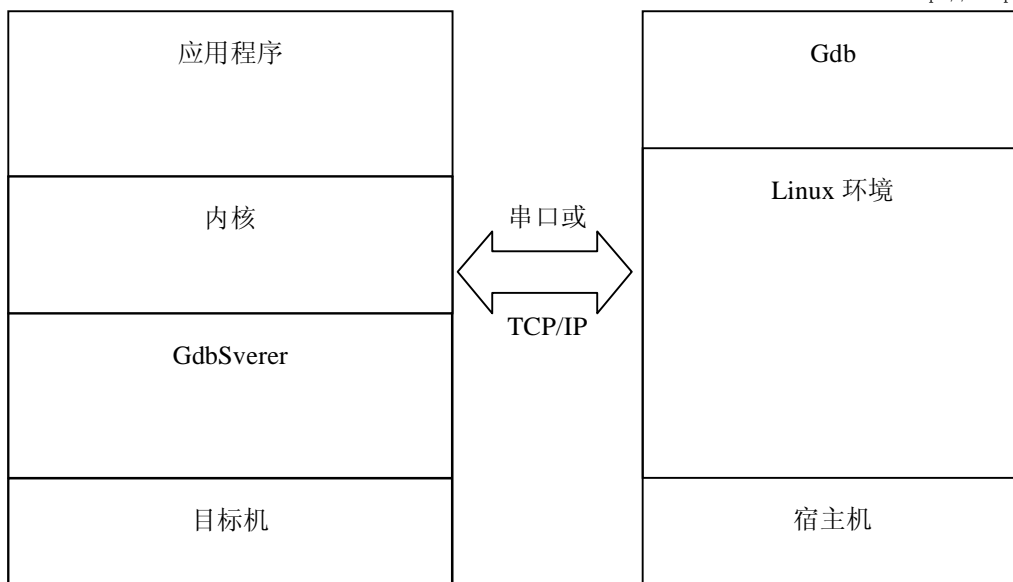 应用程序
内核
GdbSverer
目标机
串口或
TCP/IP
Gdb
Linux 环境
宿主机